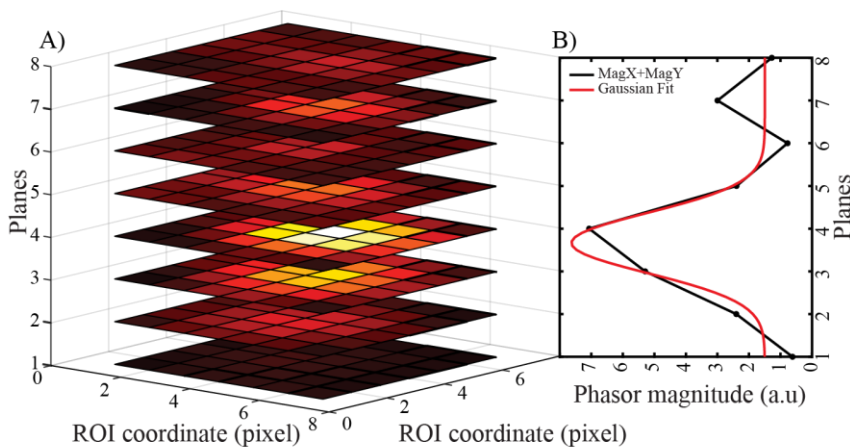 A)
8
7
6
5
4
3
2
1
Planes
0
2
4
6
8
ROI coordinate (pixel)
0
2
4
6
ROI coordinate (pixel)
B)
MagX+MagY
Gaussian Fit
8
7
6
5
4
3
2
1
Planes
7 6 5 4 3 2 1 0
Phasor magnitude (a.u)